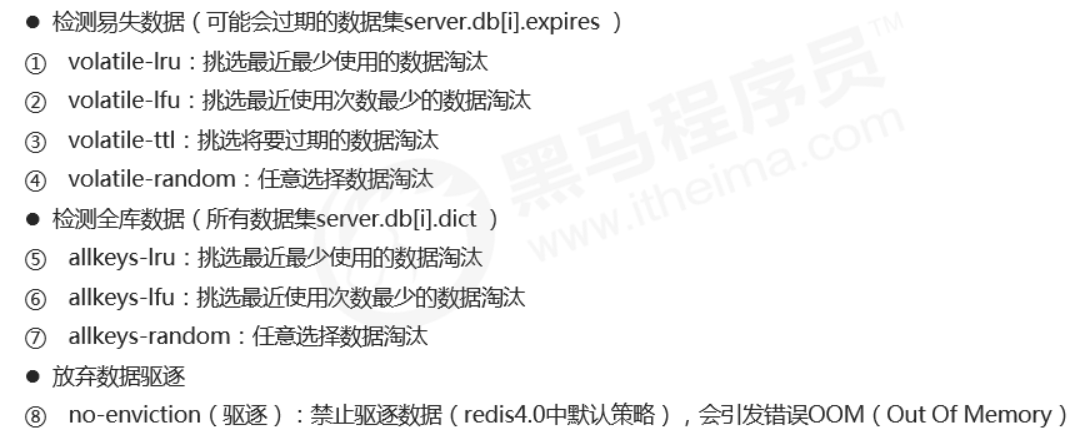 ● 检测易失数据（可能会过期的数据集server.db[i].expires ）
① volatile-lru：挑选最近最少使用的数据淘汰
② volatile-lfu：挑选最近使用次数最少的数据淘汰
③ volatile-ttl：挑选将要过期的数据淘汰
④ volatile-random：任意选择数据淘汰
● 检测全库数据（所有数据集server.db[i].dict ）
⑤ allkeys-lru：挑选最近最少使用的数据淘汰
⑥ allkeys-lfu：挑选最近使用次数最少的数据淘汰
⑦ allkeys-random：任意选择数据淘汰
● 放弃数据驱逐
⑧ no-enviction（驱逐）：禁止驱逐数据（redis4.0中默认策略），会引发错误OOM（Out Of Memory）
黑马程序员™
www.itheima.com